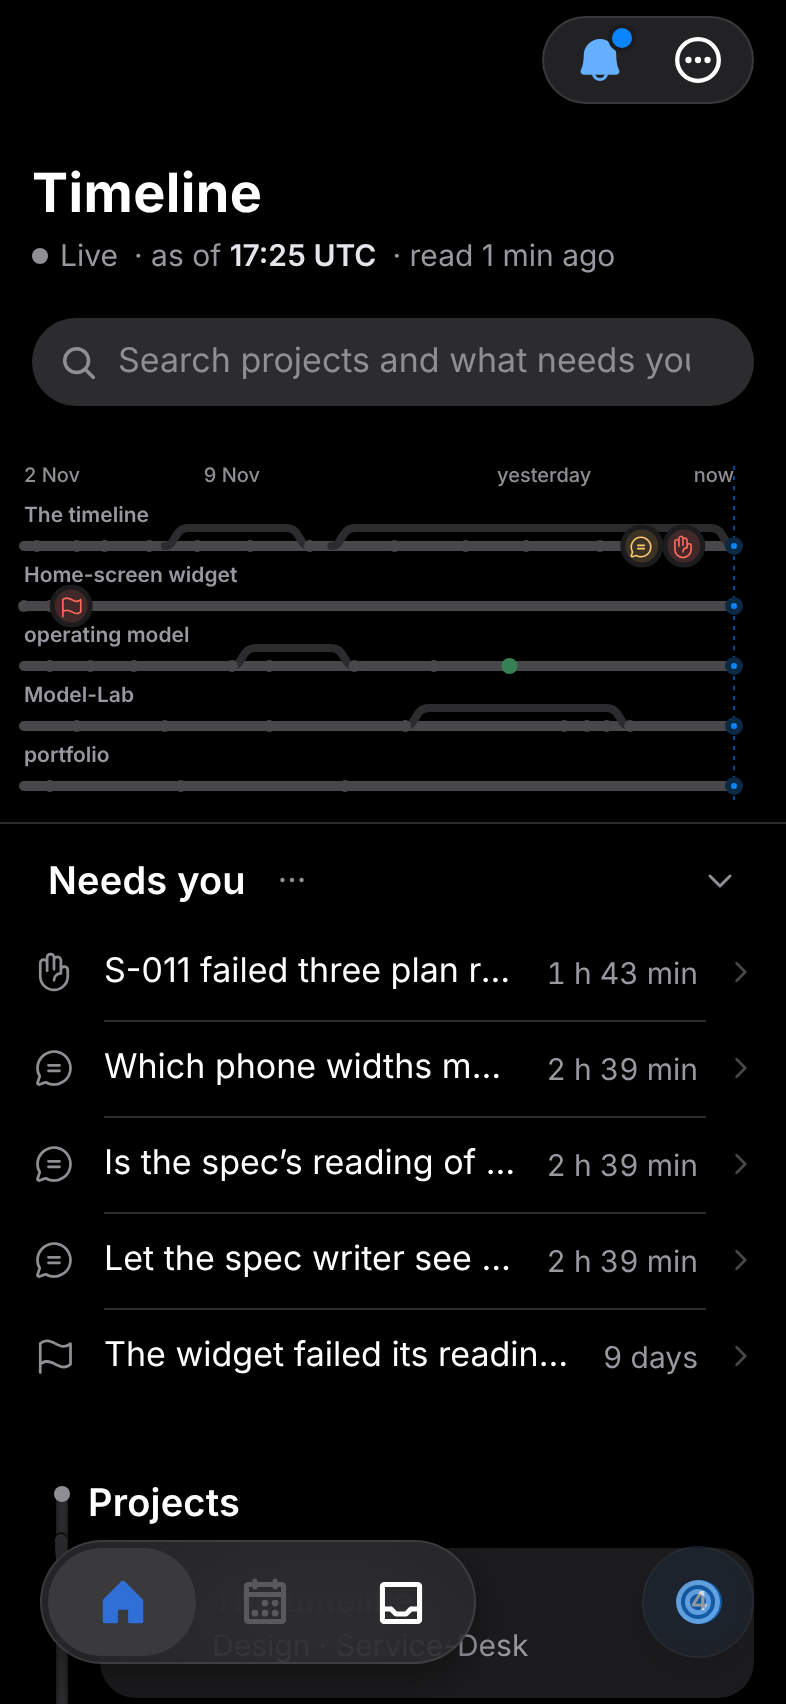 Timeline
Live · as of 17:25 UTC · read 1 min ago
Search projects and what needs you
2 Nov 9 Nov yesterday now
The timeline
Home-screen widget
operating model
Model-Lab
portfolio
Needs you ...
S-011 failed three plan r... 1 h 43 min
Which phone widths m... 2 h 39 min
Is the spec’s reading of ... 2 h 39 min
Let the spec writer see ... 2 h 39 min
The widget failed its readin... 9 days
Projects
4
Design · Service-Desk